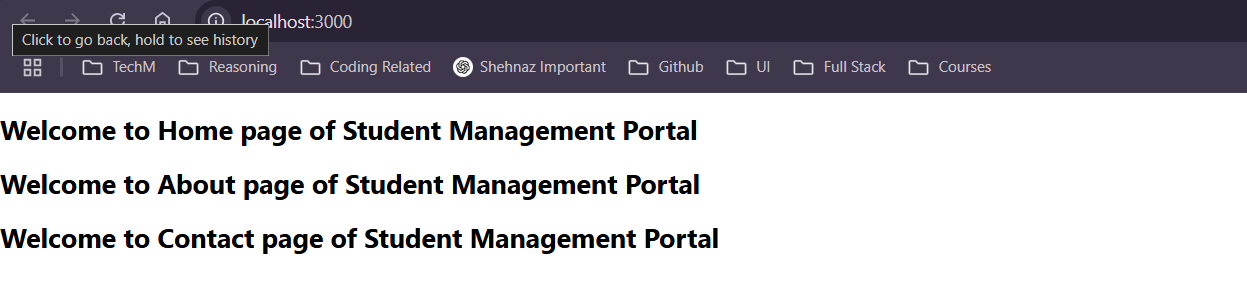 localhost:3000
Click to go back, hold to see history
TechM Reasoning Coding Related Shehnaz Important Github UI Full Stack Courses
Welcome to Home page of Student Management Portal
Welcome to About page of Student Management Portal
Welcome to Contact page of Student Management Portal